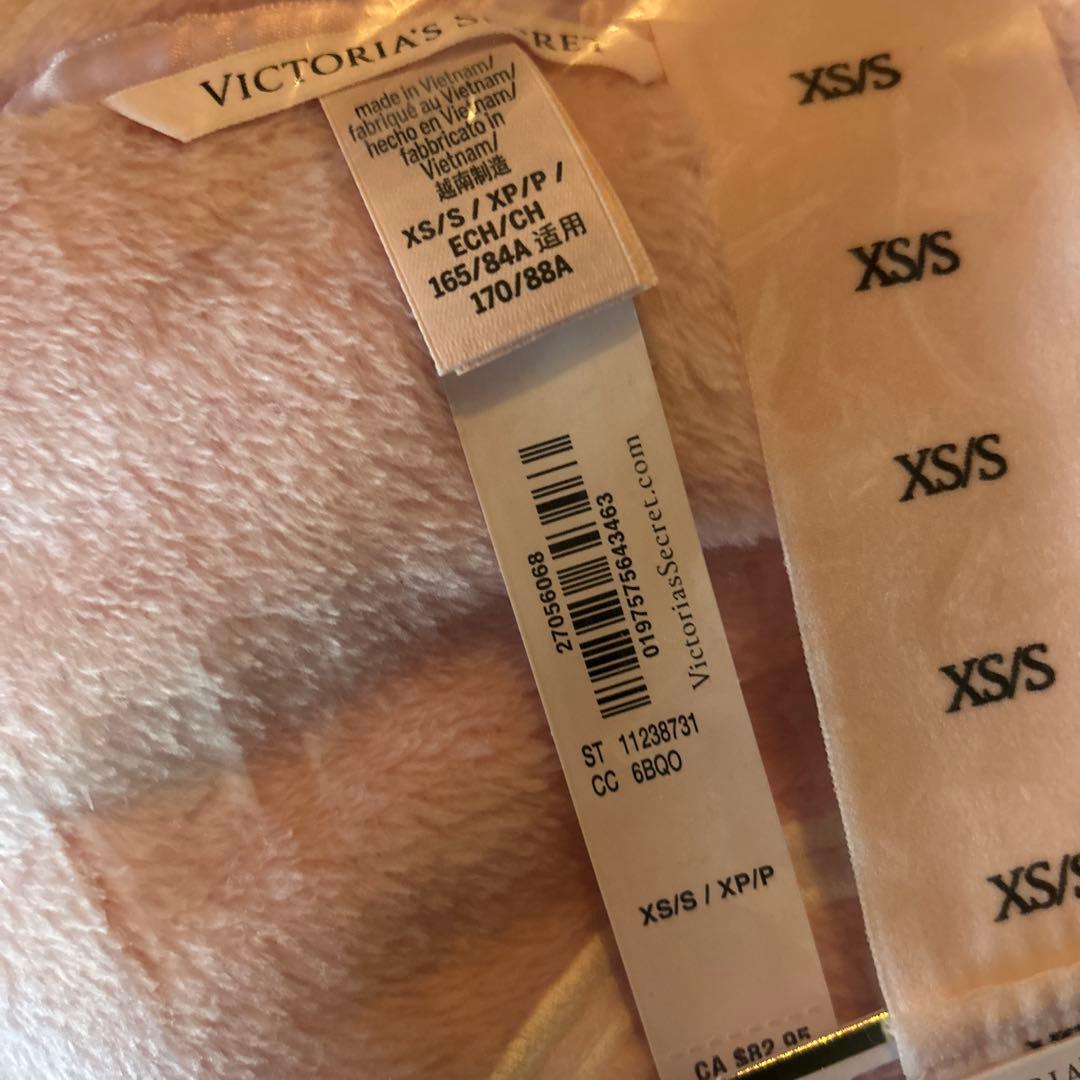 VICTORIA'S SECRET
made in Vietnam/
fabriqué au Vietnam/
hecho en Vietnam/
fabbricato in
Vietnam/
越南制造
XS/S / XP/P /
ECH/CH
165/84A 适用
170/88A
27056068
0197575643463
VictoriasSecret.com
ST 11238731
CC 6BQO
XS/S / XP/P
CA $82.95
XS/S
XS/S
XS/S
XS/S
XS/S